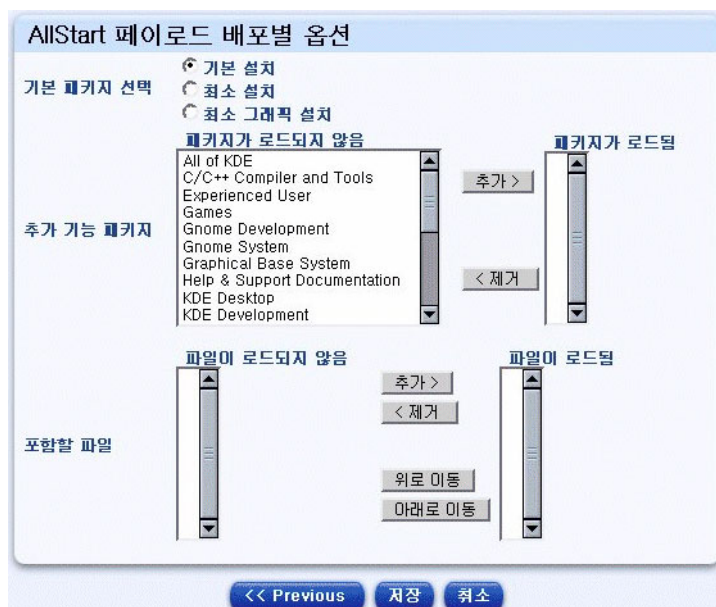 AllStart 페이로드 배포별 옵션
기본 패키지 선택
기본 설치
최소 설치
최소 그래픽 설치
패키지가 로드되지 않음
패키지가 로드됨
추가 기능 패키지
All of KDE
C/C++ Compiler and Tools
Experienced User
Games
Gnome Development
Gnome System
Graphical Base System
Help & Support Documentation
KDE Desktop
KDE Development
추가 >
< 제거
파일이 로드되지 않음
파일이 로드됨
포함할 파일
추가 >
< 제거
위로 이동
아래로 이동
<< Previous
저장
취소